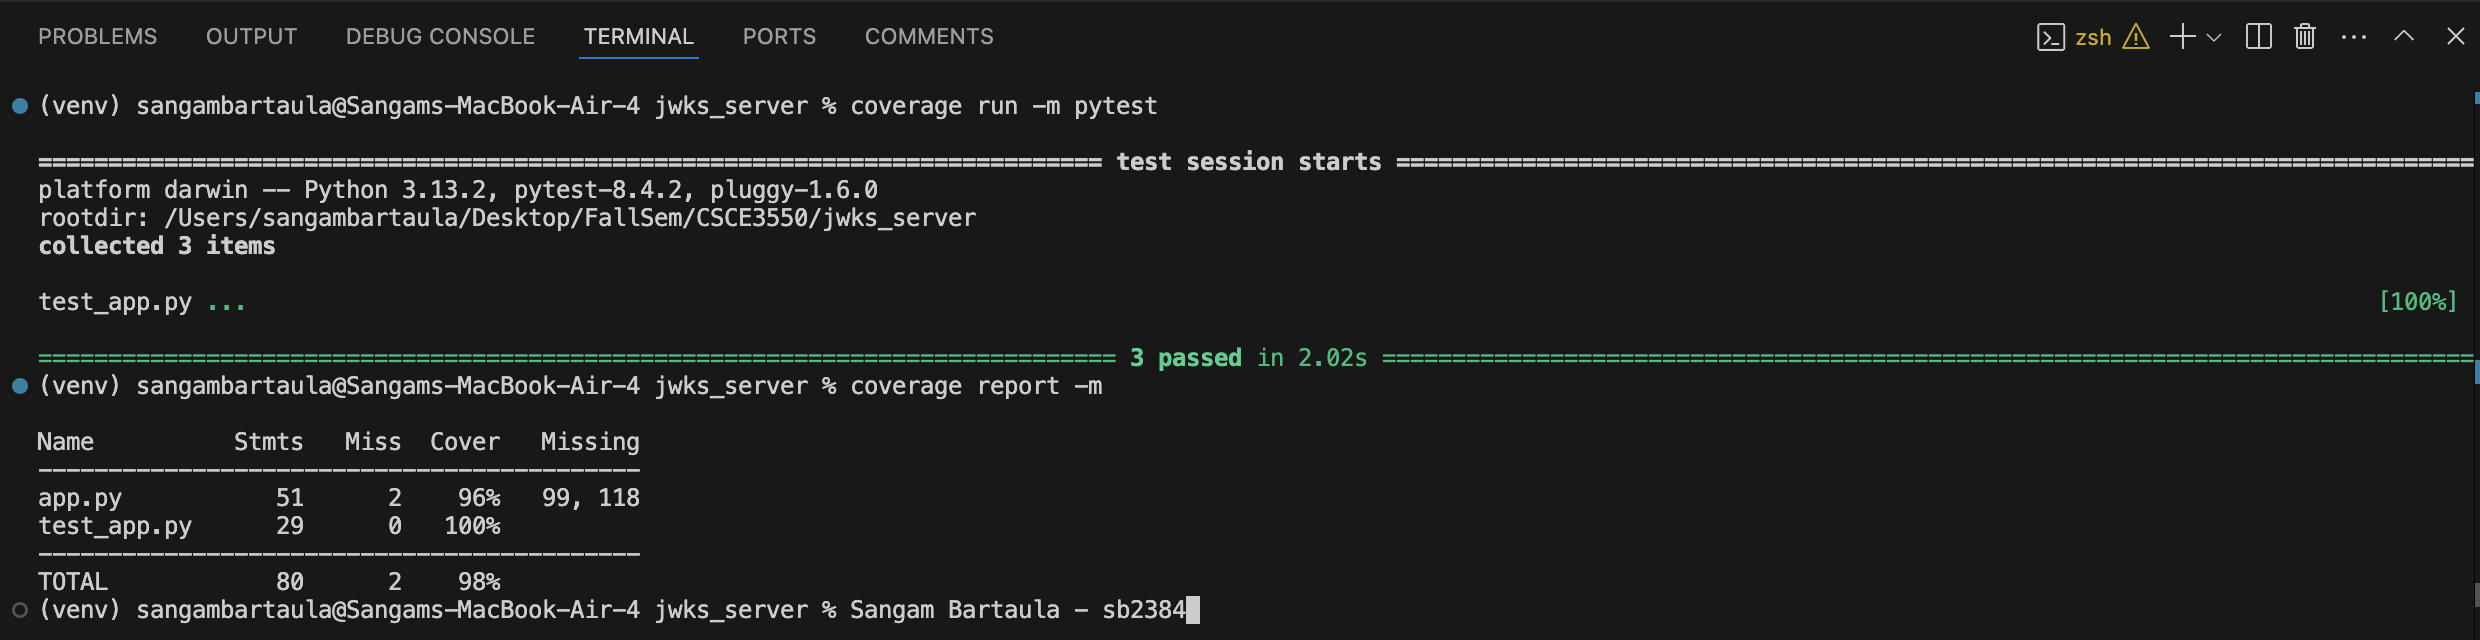 PROBLEMS OUTPUT DEBUG CONSOLE TERMINAL PORTS COMMENTS zsh
(venv) sangambartaula@Sangams-MacBook-Air-4 jwks_server % coverage run -m pytest
============================================================================ test session starts =============================================================================
platform darwin -- Python 3.13.2, pytest-8.4.2, pluggy-1.6.0
rootdir: /Users/sangambartaula/Desktop/FallSem/CSCE3550/jwks_server
collected 3 items
test_app.py ... [100%]
============================================================================= 3 passed in 2.02s ==============================================================================
(venv) sangambartaula@Sangams-MacBook-Air-4 jwks_server % coverage report -m
Name          Stmts   Miss  Cover   Missing
-------------------------------------------
app.py           51      2    96%   99, 118
test_app.py      29      0   100%
-------------------------------------------
TOTAL            80      2    98%
(venv) sangambartaula@Sangams-MacBook-Air-4 jwks_server % Sangam Bartaula - sb2384